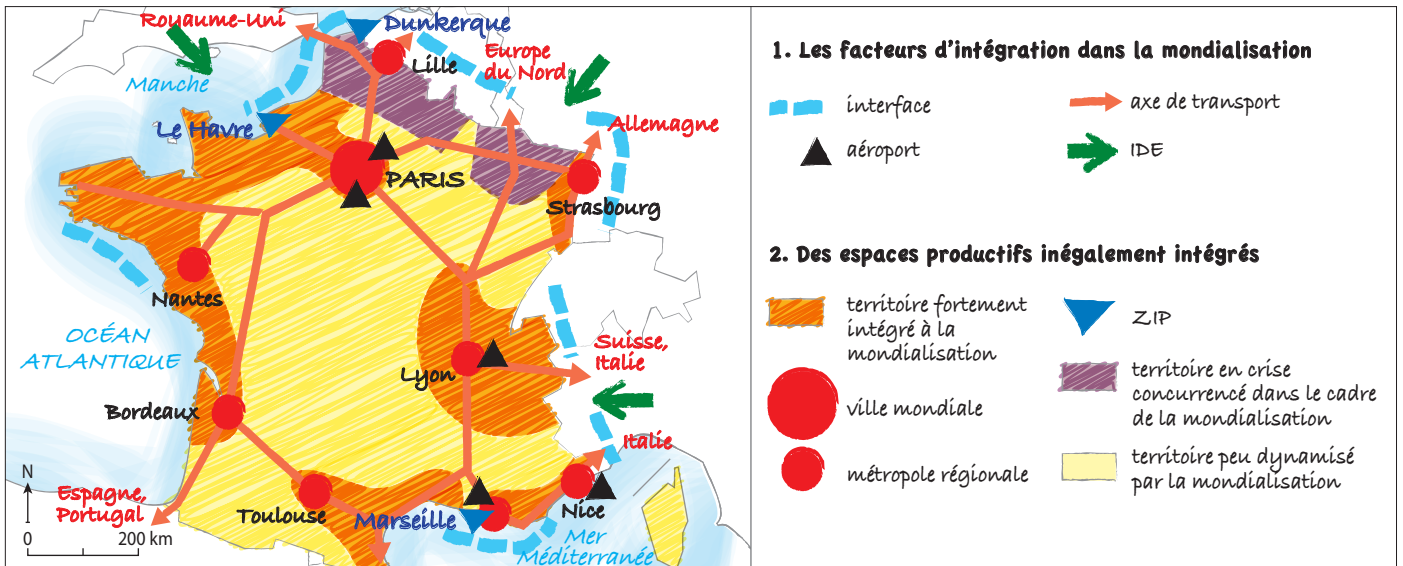 Royaume-Uni
Dunkerque
Lille
Europe
du Nord
Manche
Le Havre
Allemagne
PARIS
Strasbourg
Nantes
OCÉAN
ATLANTIQUE
Suisse,
Italie
Lyon
Bordeaux
Italie
N
Espagne,
Portugal
Toulouse
Marseille
Nice
Mer
Méditerranée
0
200 km
1. Les facteurs d'intégration dans la mondialisation
interface
axe de transport
aéroport
IDE
2. Des espaces productifs inégalement intégrés
territoire fortement
intégré à la
mondialisation
ville mondiale
métropole régionale
ZIP
territoire en crise
concurrencé dans le cadre
de la mondialisation
territoire peu dynamisé
par la mondialisation